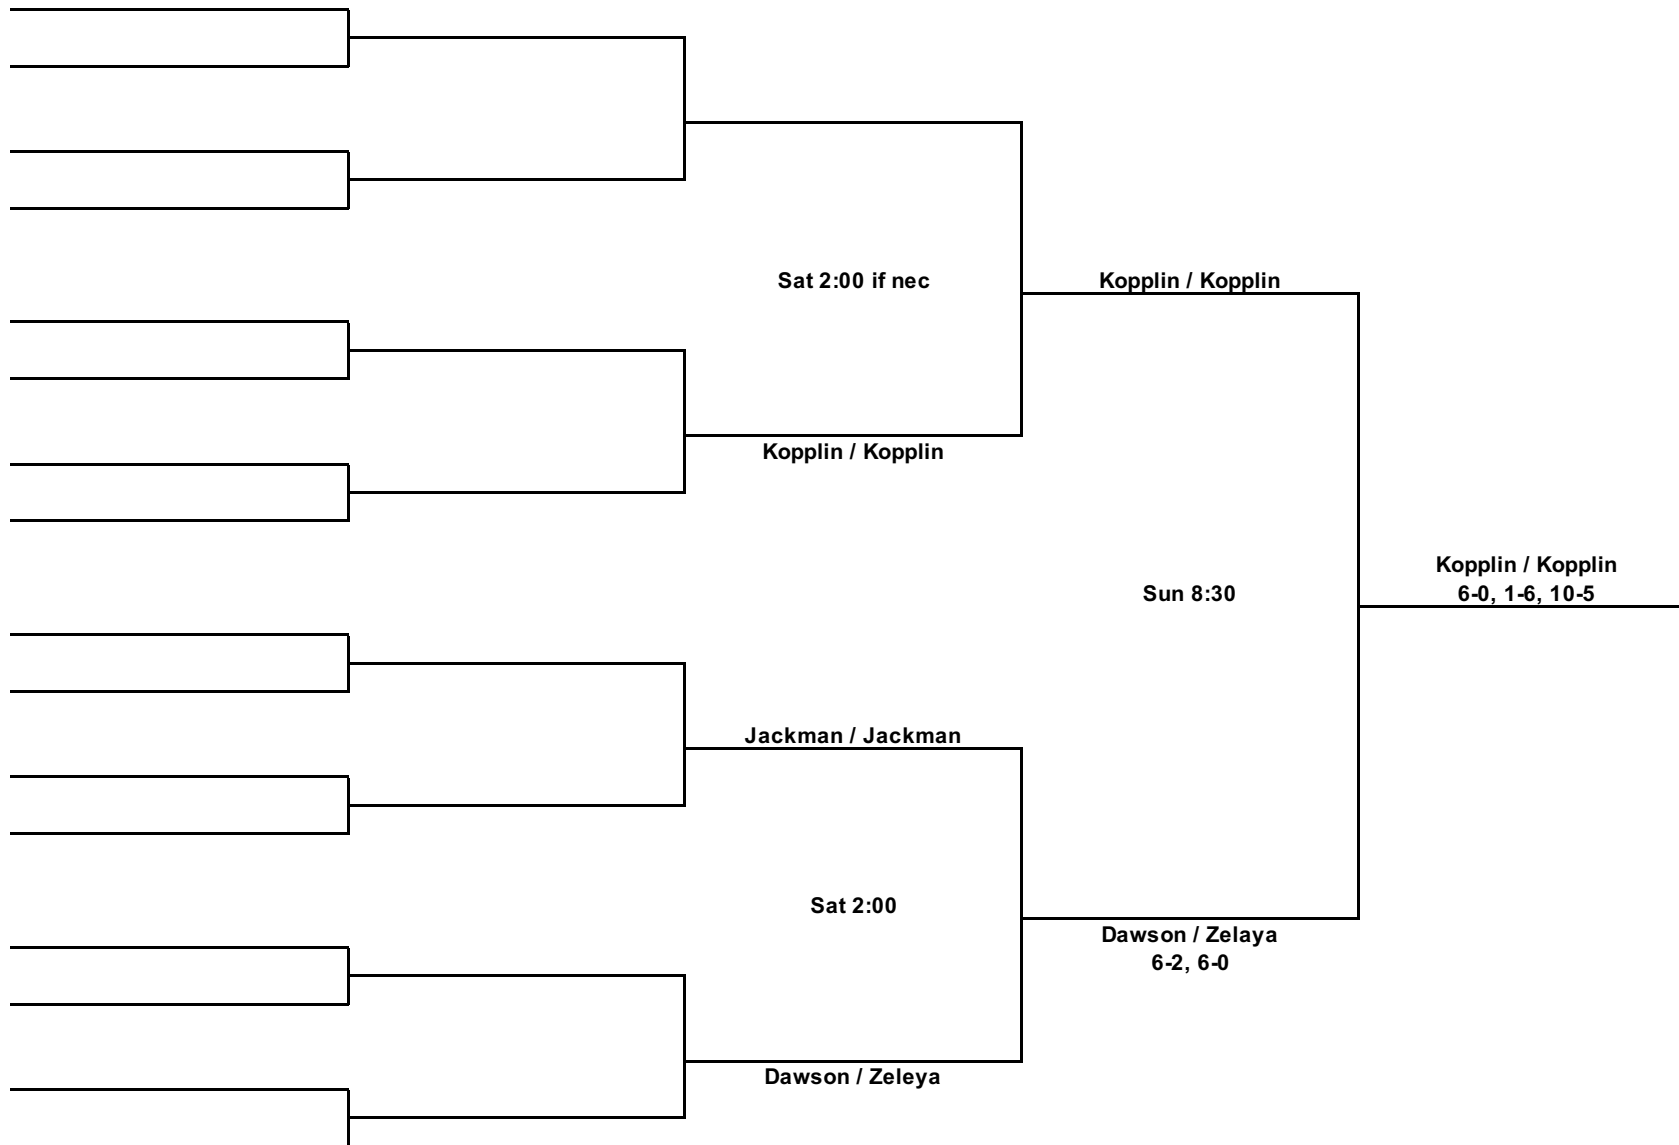 Sat 2:00 if nec
Kopplin / Kopplin
Kopplin / Kopplin
Kopplin / Kopplin
6-0, 1-6, 10-5
Sun 8:30
Jackman / Jackman
Sat 2:00
Dawson / Zelaya
6-2, 6-0
Dawson / Zeleya